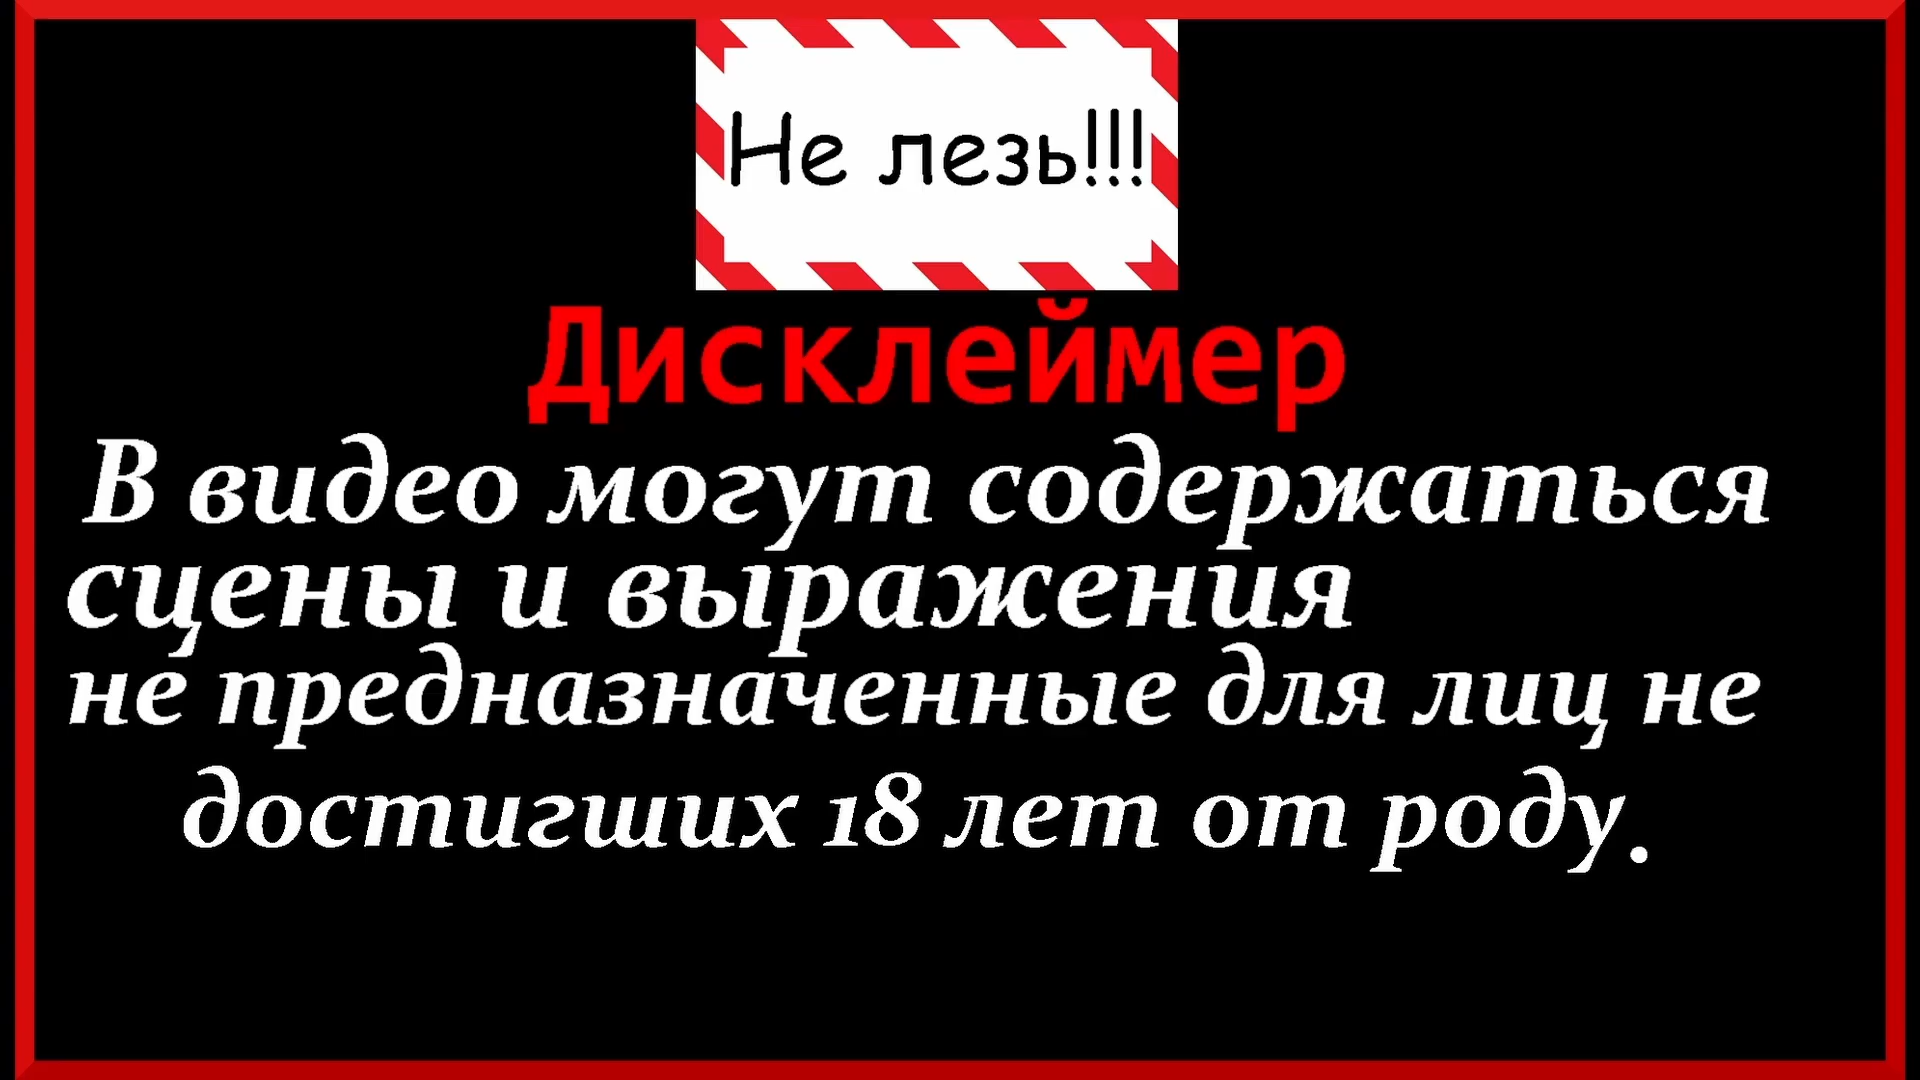 Не лезь!!!
Дисклеймер
В видео могут содержаться
сцены и выражения
не предназначенные для лиц не
достигших 18 лет от роду.